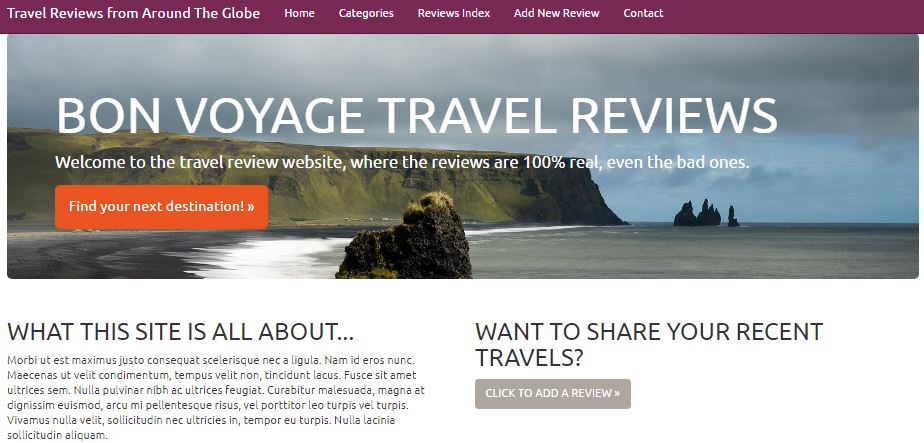 Travel Reviews from Around The Globe Home Categories Reviews Index Add New Review Contact
BON VOYAGE TRAVEL REVIEWS
Welcome to the travel review website, where the reviews are 100% real, even the bad ones.
Find your next destination! »
WHAT THIS SITE IS ALL ABOUT...
Morbi ut est maximus justo consequat scelerisque nec a ligula. Nam id eros nunc.
Maecenas ut velit condimentum, tempus velit non, tincidunt lacus. Fusce sit amet
ultrices sem. Nulla pulvinar nibh ac ultrices feugiat. Curabitur malesuada, magna at
dignissim euismod, arcu mi pellentesque risus, vel porttitor leo turpis vel turpis.
Vivamus nulla velit, sollicitudin nec ultricies in, tempor eu turpis. Nulla lacinia
sollicitudin aliquam.
WANT TO SHARE YOUR RECENT
TRAVELS?
CLICK TO ADD A REVIEW »